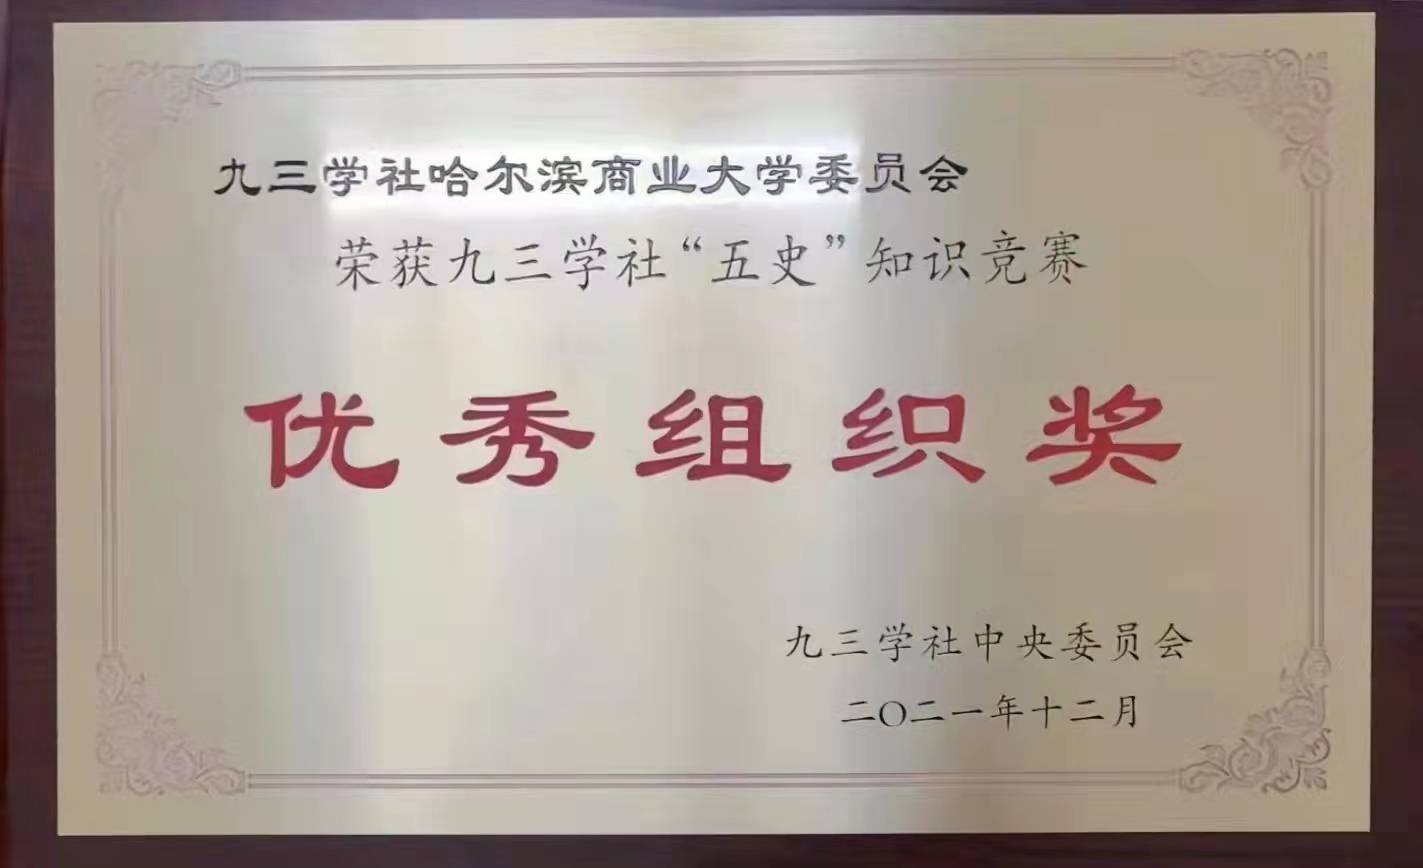 九三学社哈尔滨商业大学委员会
荣获九三学社“五史”知识竞赛
优秀组织奖
九三学社中央委员会
二〇二一年十二月